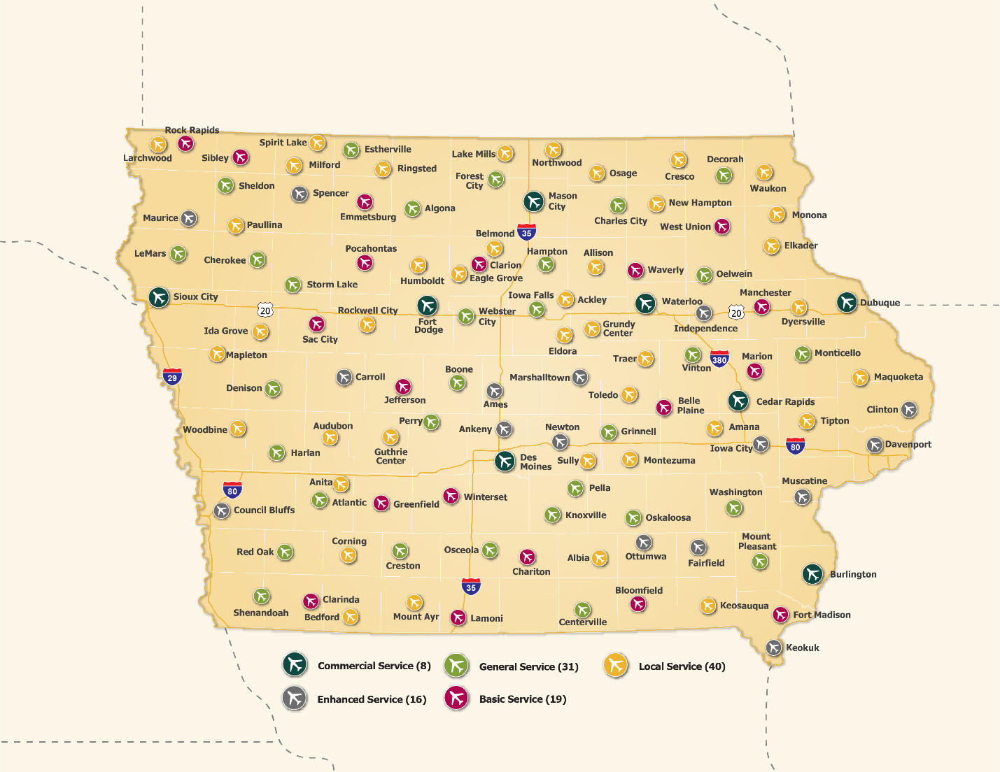 Rock Rapids
Larchwood
Sibley
Spirit Lake
Estherville
Milford
Ringsted
Lake Mills
Northwood
Forest
City
Osage
Cresco
Decorah
Waukon
Sheldon
Spencer
Emmetsburg
Algona
Mason
City
Charles City
New Hampton
West Union
Monona
Maurice
Paullina
Belmond
35
Elkader
LeMars
Cherokee
Pocahontas
Humboldt
Clarion
Eagle Grove
Hampton
Allison
Waverly
Oelwein
Storm Lake
Sioux City
20
Rockwell City
Fort
Dodge
Webster
City
Iowa Falls
Ackley
Waterloo
Independence
20
Manchester
Dyersville
Dubuque
Ida Grove
Sac City
Grundy
Center
Eldora
Mapleton
Traer
Vinton
380
Marion
Monticello
29
Denison
Carroll
Jefferson
Boone
Ames
Marshalltown
Toledo
Belle
Plaine
Cedar Rapids
Maquoketa
Clinton
Woodbine
Audubon
Perry
Guthrie
Center
Ankeny
Newton
Grinnell
Amana
Tipton
Iowa City
80
Davenport
Harlan
Des
Moines
Sully
Montezuma
80
Anita
Atlantic
Greenfield
Winterset
Pella
Knoxville
Oskaloosa
Washington
Muscatine
Council Bluffs
Red Oak
Corning
Creston
Osceola
Chariton
Albia
Ottumwa
Fairfield
Mount
Pleasant
Burlington
35
Shenandoah
Clarinda
Bedford
Mount Ayr
Lamoni
Centerville
Bloomfield
Keosauqua
Fort Madison
Keokuk
Commercial Service (8)
General Service (31)
Local Service (40)
Enhanced Service (16)
Basic Service (19)